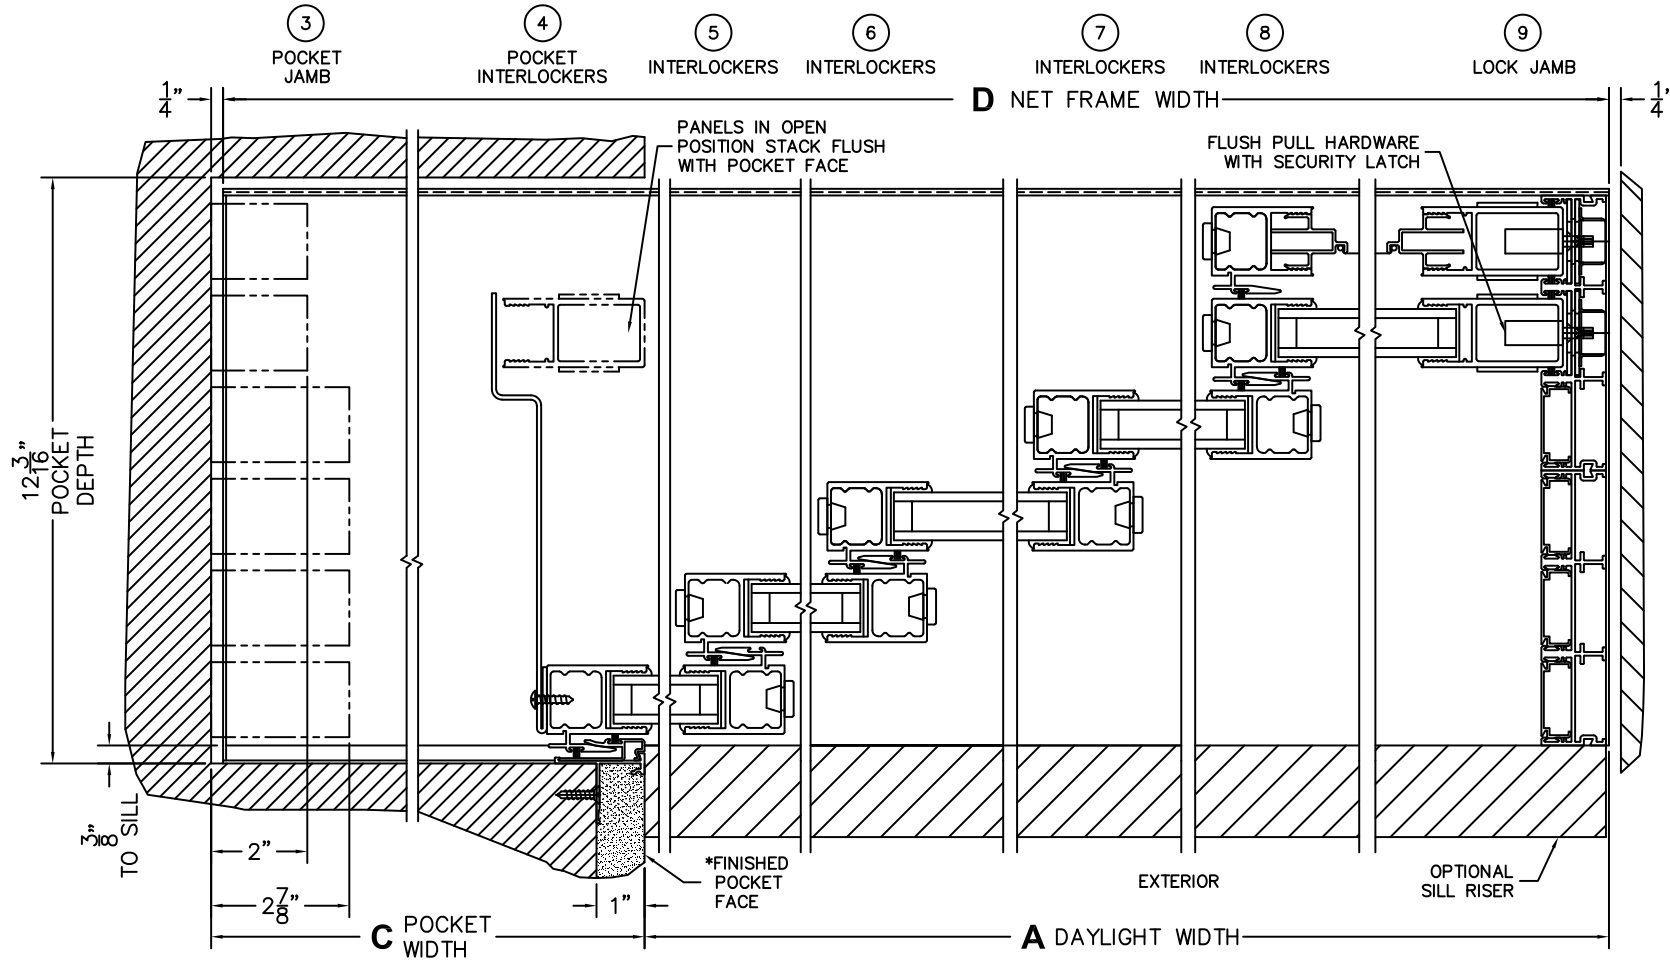 3
POCKET
JAMB
4
POCKET
INTERLOCKERS
5
INTERLOCKERS
6
INTERLOCKERS
7
INTERLOCKERS
8
INTERLOCKERS
9
LOCK JAMB
1/4"
D NET FRAME WIDTH
1/4"
PANELS IN OPEN
POSITION STACK FLUSH
WITH POCKET FACE
FLUSH PULL HARDWARE
WITH SECURITY LATCH
12 3/16"
POCKET
DEPTH
3/8"
TO SILL
2"
2 7/8"
1"
*FINISHED
POCKET
FACE
EXTERIOR
OPTIONAL
SILL RISER
C POCKET
WIDTH
A DAYLIGHT WIDTH